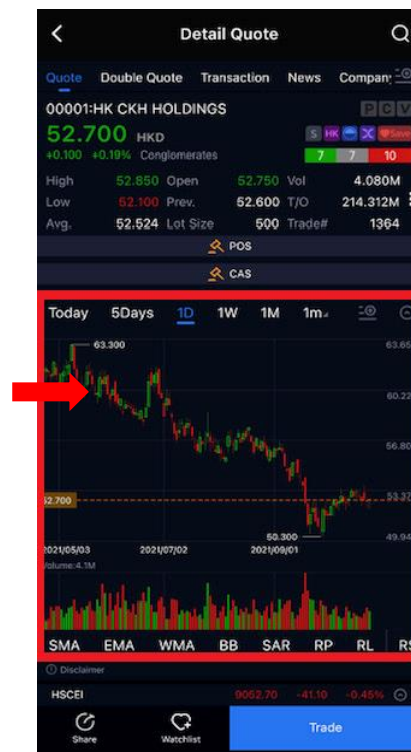 Detail Quote
Quote Double Quote Transaction News Compan
00001:HK CKH HOLDINGS P C V
52.700 HKD S HK Save
+0.100 +0.19% Conglomerates 7 7 10
High 52.850 Open 52.750 Vol 4.080M
Low 52.100 Prev. 52.600 T/O 214.312M
Avg. 52.524 Lot Size 500 Trade# 1364
POS
CAS
Today 5Days 1D 1W 1M 1m
63.300 63.65
60.22
56.80
52.700 53.37
50.300 49.94
2021/05/03 2021/07/02 2021/09/01
Volume:4.1M
SMA EMA WMA BB SAR RP RL RS
Disclaimer
HSCEI 9052.70 -41.10 -0.45%
Share Watchlist Trade